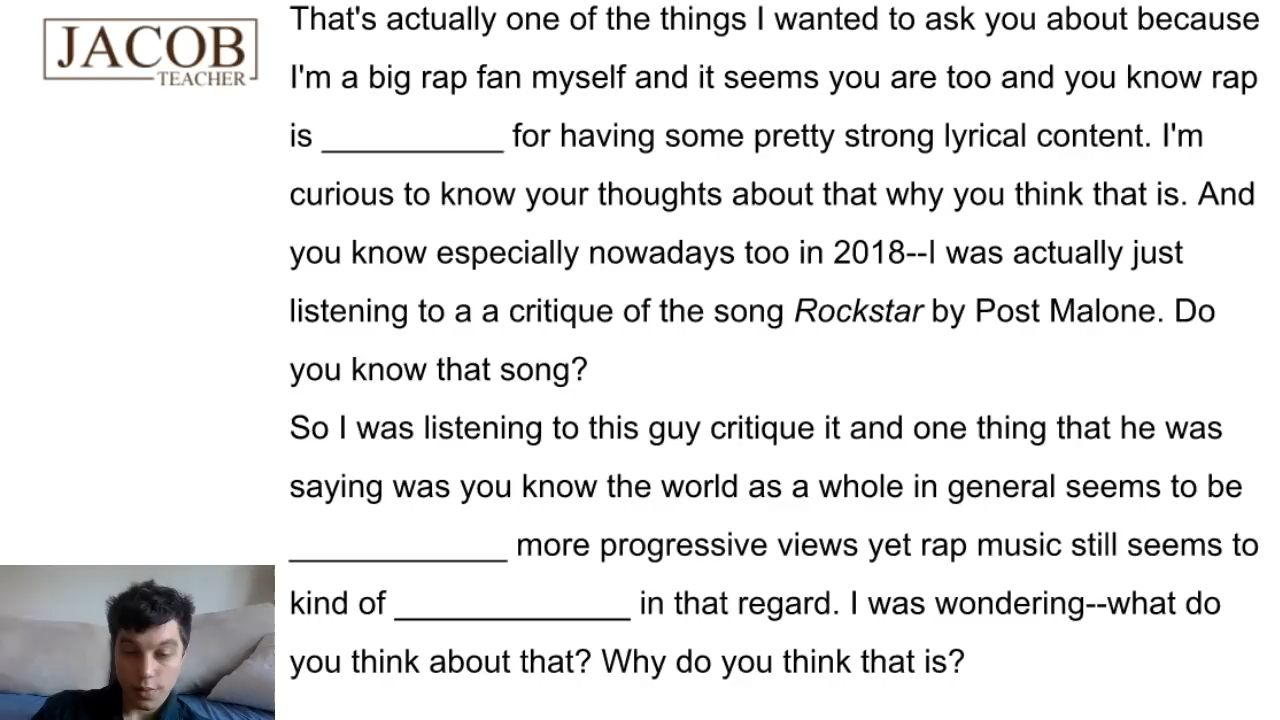 JACOB
TEACHER
That's actually one of the things I wanted to ask you about because
I'm a big rap fan myself and it seems you are too and you know rap
is __________ for having some pretty strong lyrical content. I'm
curious to know your thoughts about that why you think that is. And
you know especially nowadays too in 2018--I was actually just
listening to a a critique of the song Rockstar by Post Malone. Do
you know that song?
So I was listening to this guy critique it and one thing that he was
saying was you know the world as a whole in general seems to be
____________ more progressive views yet rap music still seems to
kind of _____________ in that regard. I was wondering--what do
you think about that? Why do you think that is?